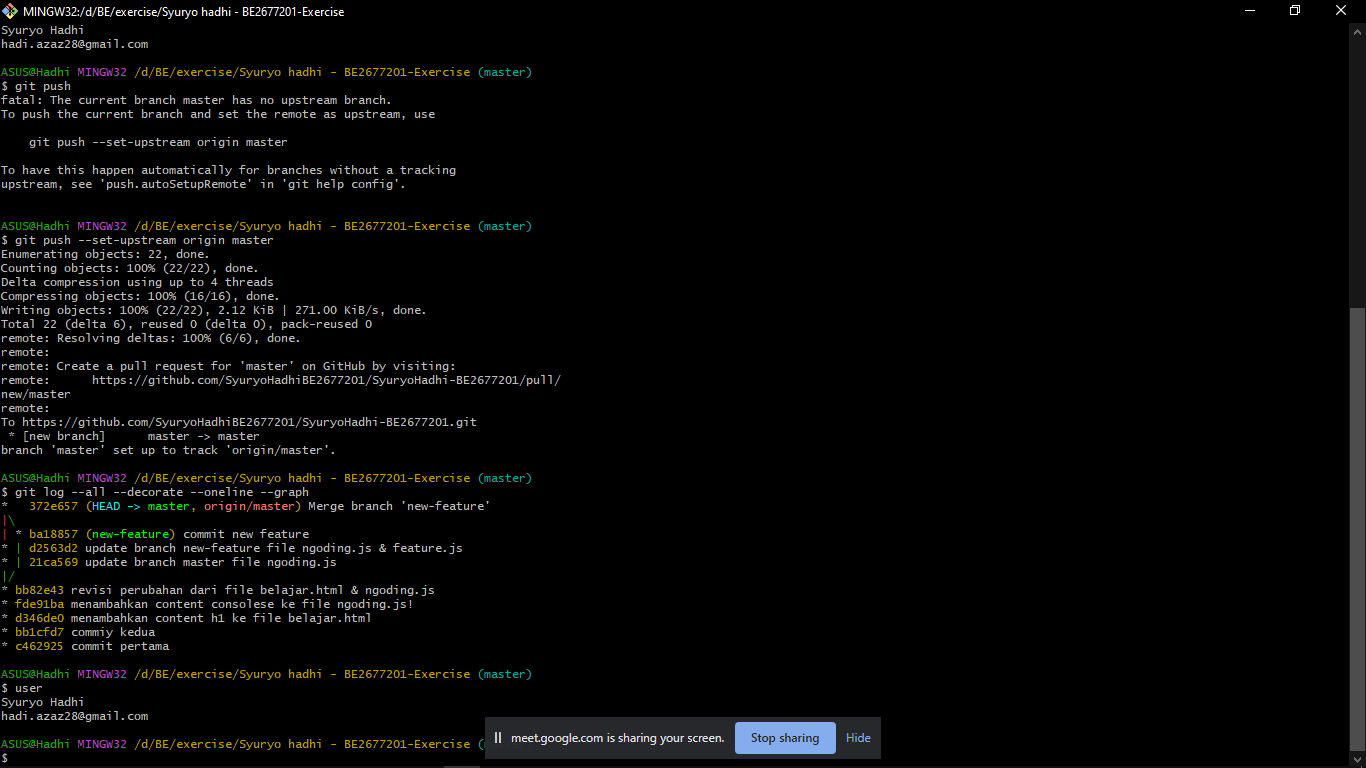 MINGW32:/d/BE/exercise/Syuryo hadhi - BE2677201-Exercise
Syuryo Hadhi
hadi.azaz28@gmail.com
ASUS@Hadhi MINGW32 /d/BE/exercise/Syuryo hadhi - BE2677201-Exercise (master)
$ git push
fatal: The current branch master has no upstream branch.
To push the current branch and set the remote as upstream, use
git push --set-upstream origin master
To have this happen automatically for branches without a tracking
upstream, see 'push.autoSetupRemote' in 'git help config'.
ASUS@Hadhi MINGW32 /d/BE/exercise/Syuryo hadhi - BE2677201-Exercise (master)
$ git push --set-upstream origin master
Enumerating objects: 22, done.
Counting objects: 100% (22/22), done.
Delta compression using up to 4 threads
Compressing objects: 100% (16/16), done.
Writing objects: 100% (22/22), 2.12 KiB | 271.00 KiB/s, done.
Total 22 (delta 6), reused 0 (delta 0), pack-reused 0
remote: Resolving deltas: 100% (6/6), done.
remote:
remote: Create a pull request for 'master' on GitHub by visiting:
remote:      https://github.com/SyuryoHadhiBE2677201/SyuryoHadhi-BE2677201/pull/
new/master
remote:
To https://github.com/SyuryoHadhiBE2677201/SyuryoHadhi-BE2677201.git
 * [new branch]      master -> master
branch 'master' set up to track 'origin/master'.
ASUS@Hadhi MINGW32 /d/BE/exercise/Syuryo hadhi - BE2677201-Exercise (master)
$ git log --all --decorate --oneline --graph
*   372e657 (HEAD -> master, origin/master) Merge branch 'new-feature'
|\
| * ba18857 (new-feature) commit new feature
* | d2563d2 update branch new-feature file ngoding.js & feature.js
* | 21ca569 update branch master file ngoding.js
|/
* bb82e43 revisi perubahan dari file belajar.html & ngoding.js
* fde91ba menambahkan content consolese ke file ngoding.js!
* d346de0 menambahkan content h1 ke file belajar.html
* bb1cfd7 commiy kedua
* c462925 commit pertama
ASUS@Hadhi MINGW32 /d/BE/exercise/Syuryo hadhi - BE2677201-Exercise (master)
$ user
Syuryo Hadhi
hadi.azaz28@gmail.com
ASUS@Hadhi MINGW32 /d/BE/exercise/Syuryo hadhi - BE2677201-Exercise (
$
meet.google.com is sharing your screen.
Stop sharing
Hide